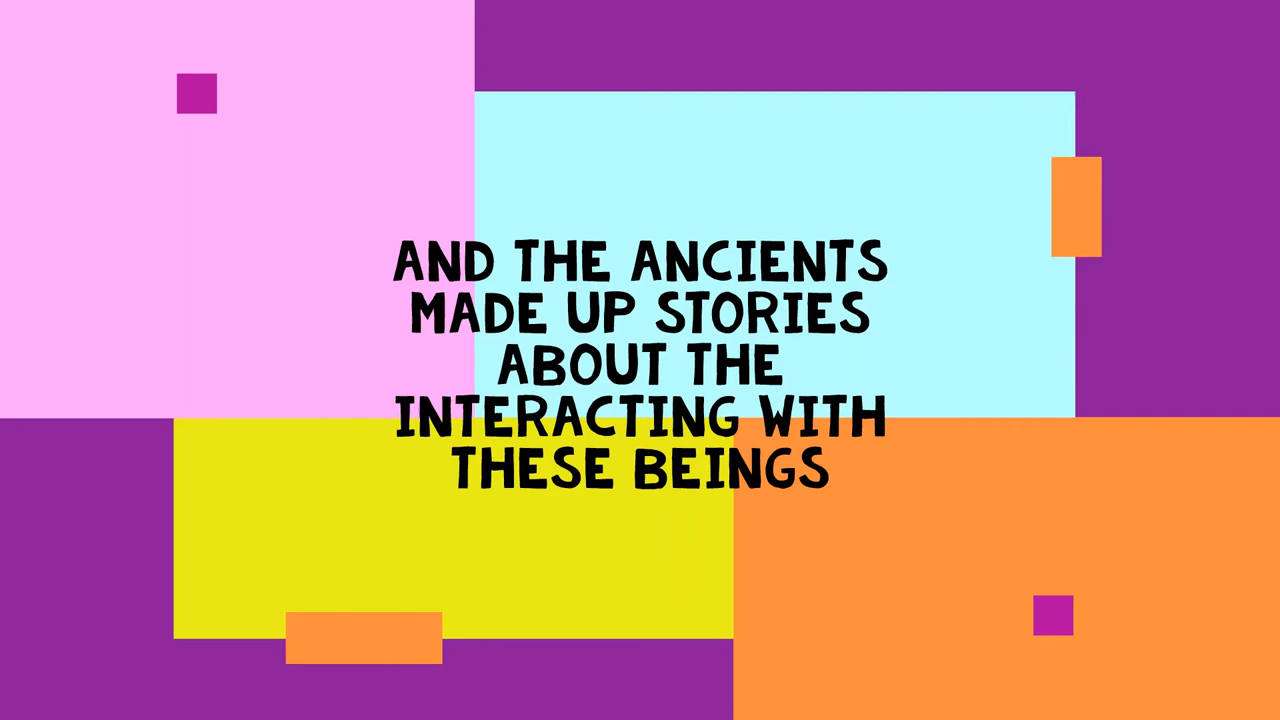 AND THE ANCIENTS
MADE UP STORIES
ABOUT THE
INTERACTING WITH
THESE BEINGS